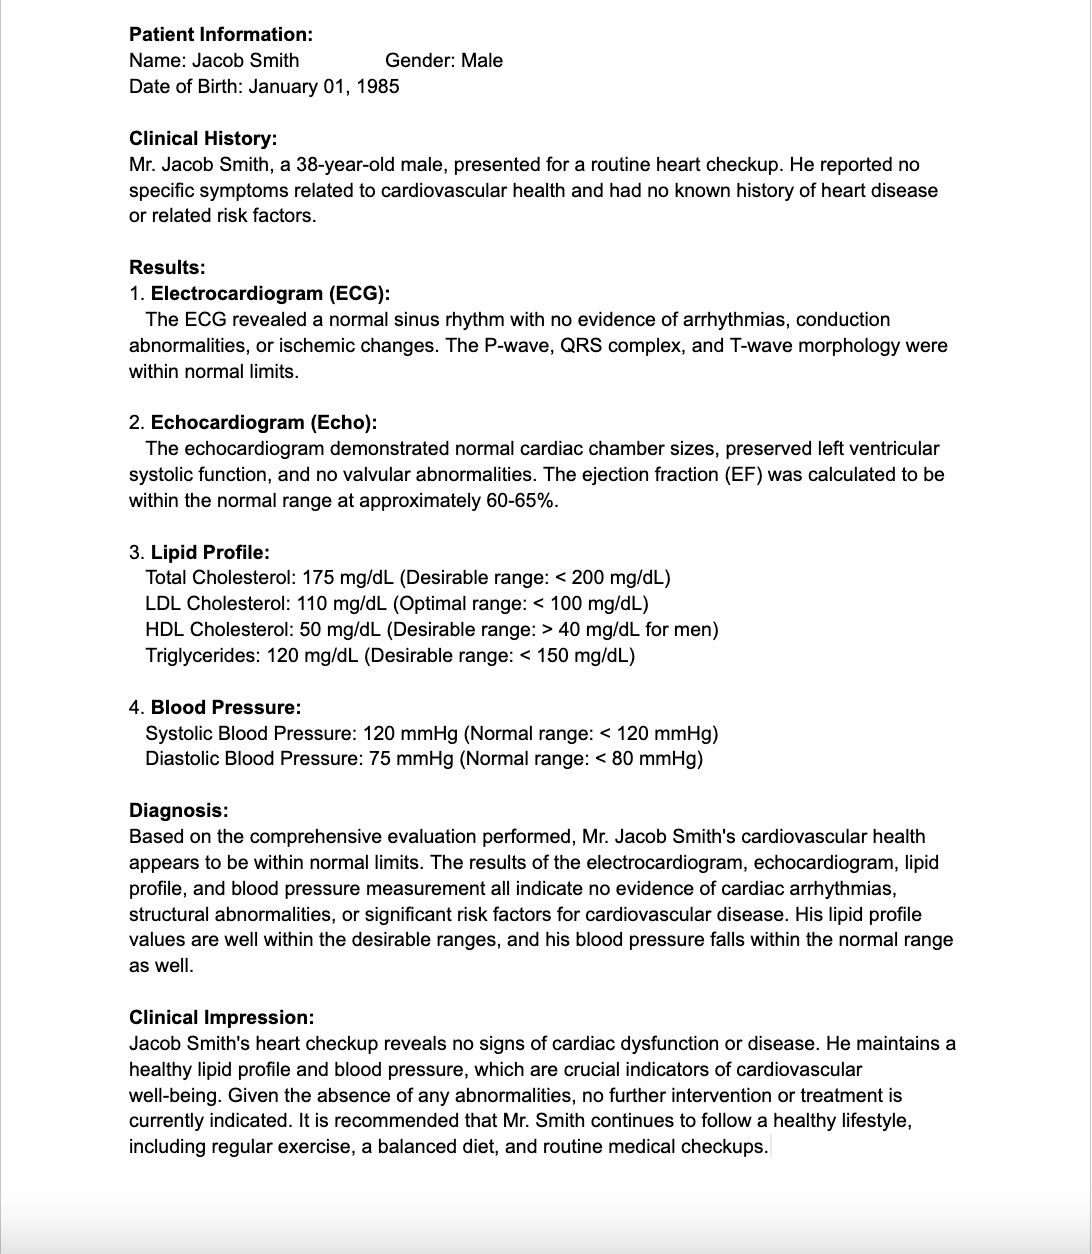 Patient Information:
Name: Jacob Smith Gender: Male
Date of Birth: January 01, 1985
Clinical History:
Mr. Jacob Smith, a 38-year-old male, presented for a routine heart checkup. He reported no
specific symptoms related to cardiovascular health and had no known history of heart disease
or related risk factors.
Results:
1. Electrocardiogram (ECG):
The ECG revealed a normal sinus rhythm with no evidence of arrhythmias, conduction
abnormalities, or ischemic changes. The P-wave, QRS complex, and T-wave morphology were
within normal limits.
2. Echocardiogram (Echo):
The echocardiogram demonstrated normal cardiac chamber sizes, preserved left ventricular
systolic function, and no valvular abnormalities. The ejection fraction (EF) was calculated to be
within the normal range at approximately 60-65%.
3. Lipid Profile:
Total Cholesterol: 175 mg/dL (Desirable range: < 200 mg/dL)
LDL Cholesterol: 110 mg/dL (Optimal range: < 100 mg/dL)
HDL Cholesterol: 50 mg/dL (Desirable range: > 40 mg/dL for men)
Triglycerides: 120 mg/dL (Desirable range: < 150 mg/dL)
4. Blood Pressure:
Systolic Blood Pressure: 120 mmHg (Normal range: < 120 mmHg)
Diastolic Blood Pressure: 75 mmHg (Normal range: < 80 mmHg)
Diagnosis:
Based on the comprehensive evaluation performed, Mr. Jacob Smith's cardiovascular health
appears to be within normal limits. The results of the electrocardiogram, echocardiogram, lipid
profile, and blood pressure measurement all indicate no evidence of cardiac arrhythmias,
structural abnormalities, or significant risk factors for cardiovascular disease. His lipid profile
values are well within the desirable ranges, and his blood pressure falls within the normal range
as well.
Clinical Impression:
Jacob Smith's heart checkup reveals no signs of cardiac dysfunction or disease. He maintains a
healthy lipid profile and blood pressure, which are crucial indicators of cardiovascular
well-being. Given the absence of any abnormalities, no further intervention or treatment is
currently indicated. It is recommended that Mr. Smith continues to follow a healthy lifestyle,
including regular exercise, a balanced diet, and routine medical checkups.